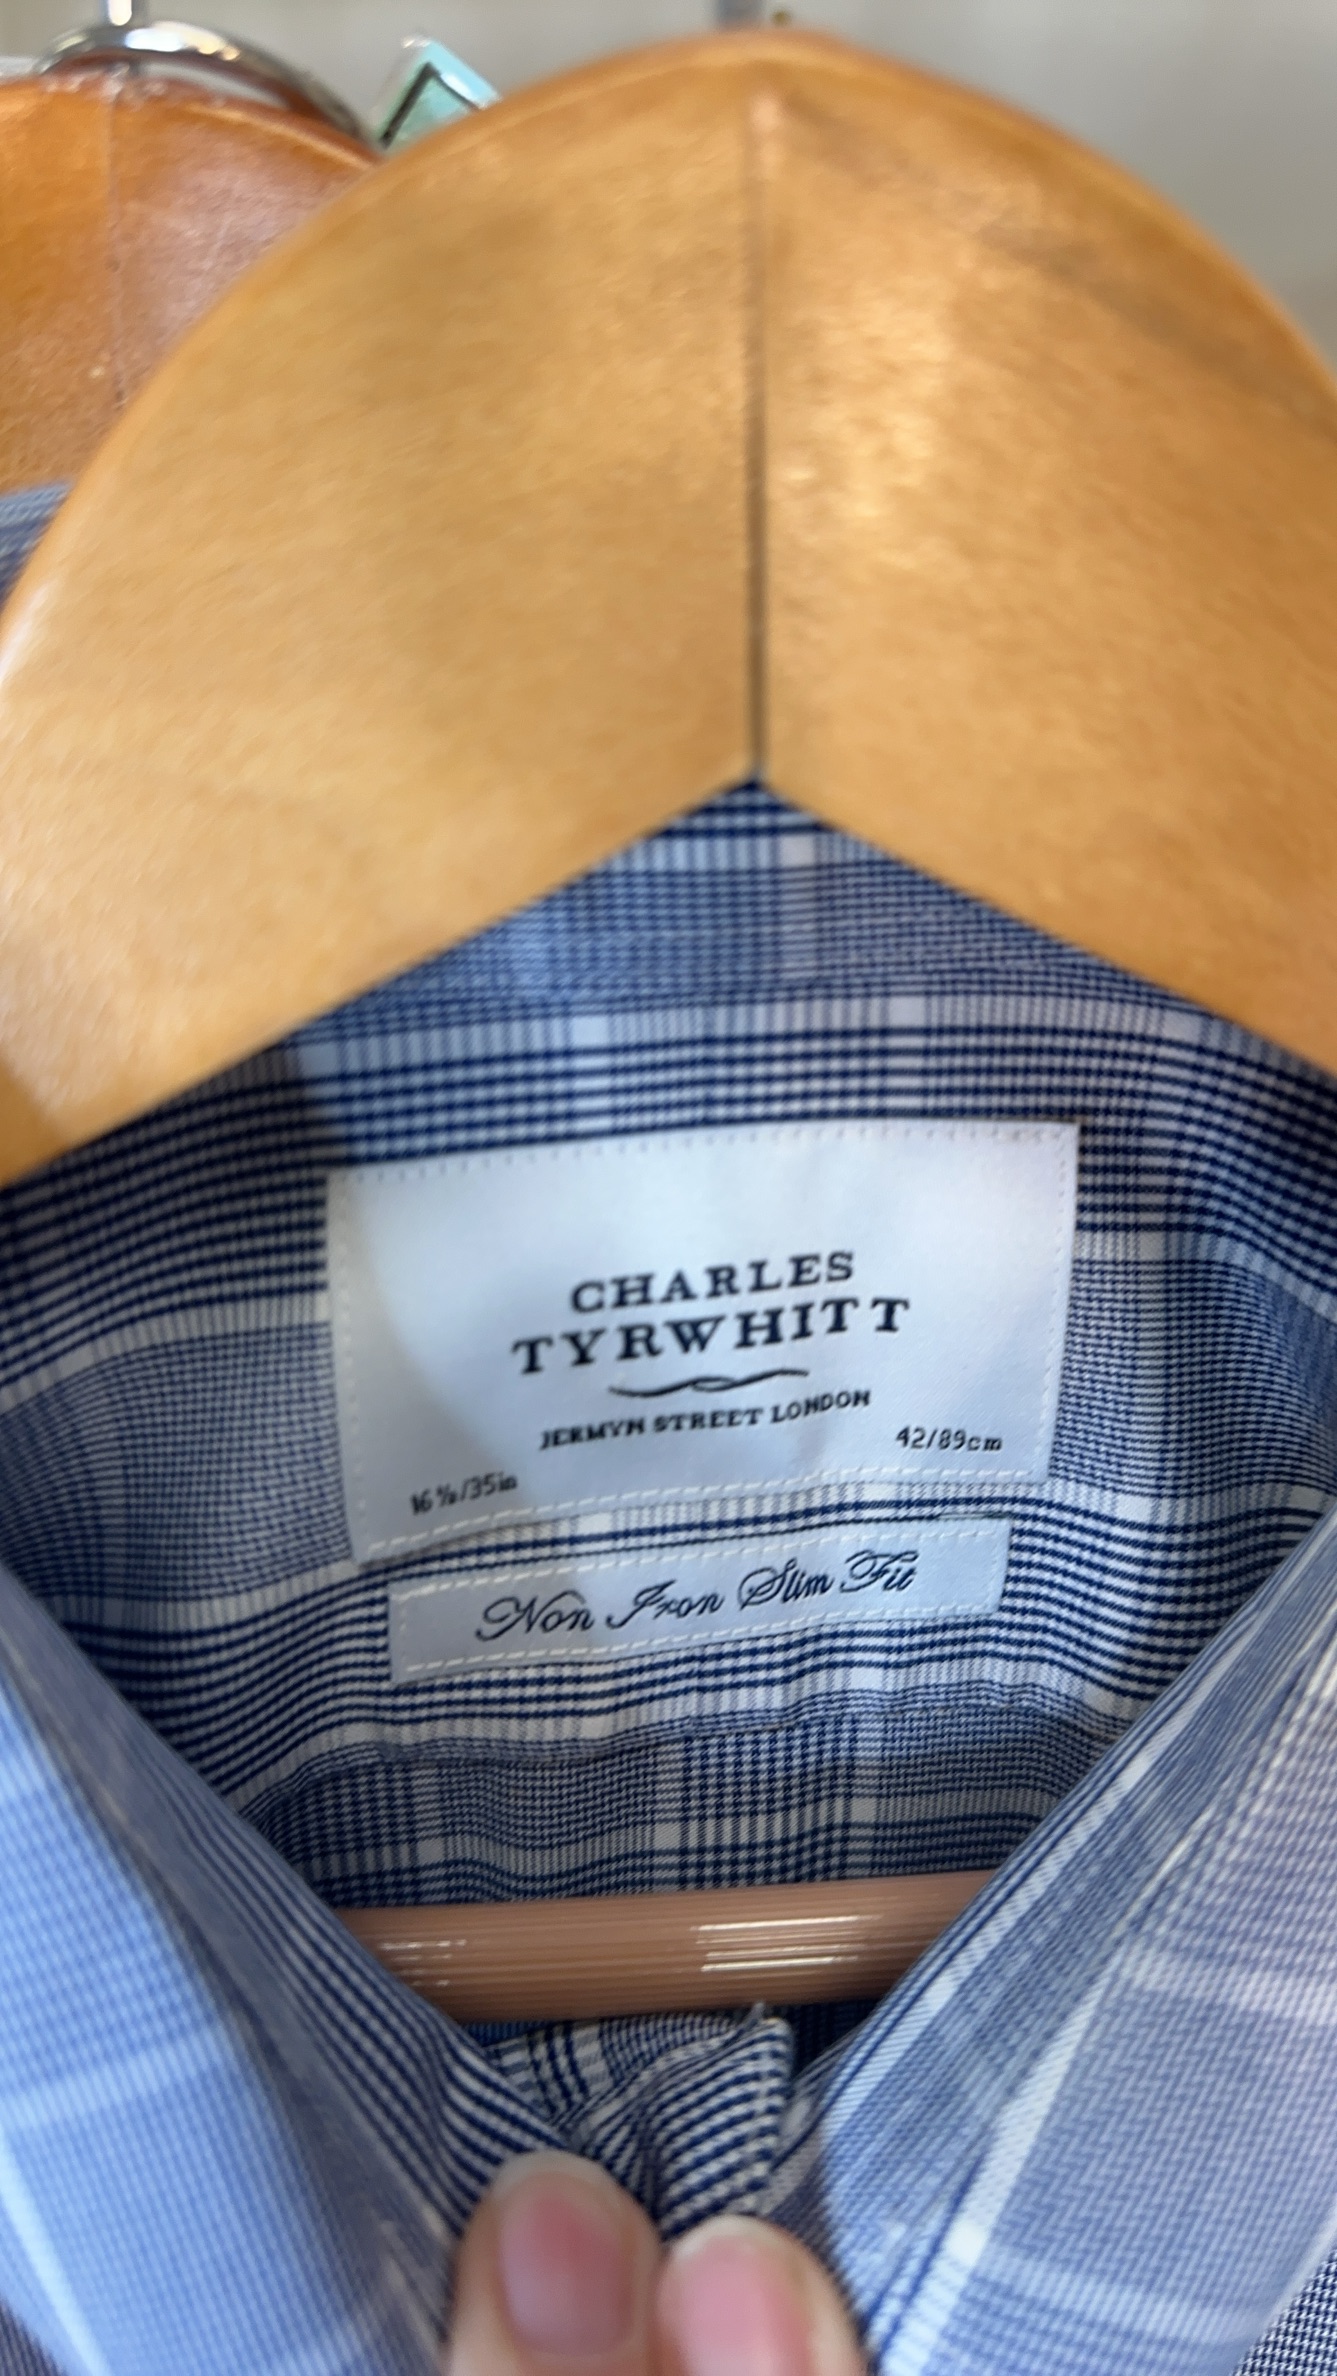 CHARLES
TYRWHITT
JERMYN STREET LONDON
42/89cm
16½/35in
Non Iron Slim Fit